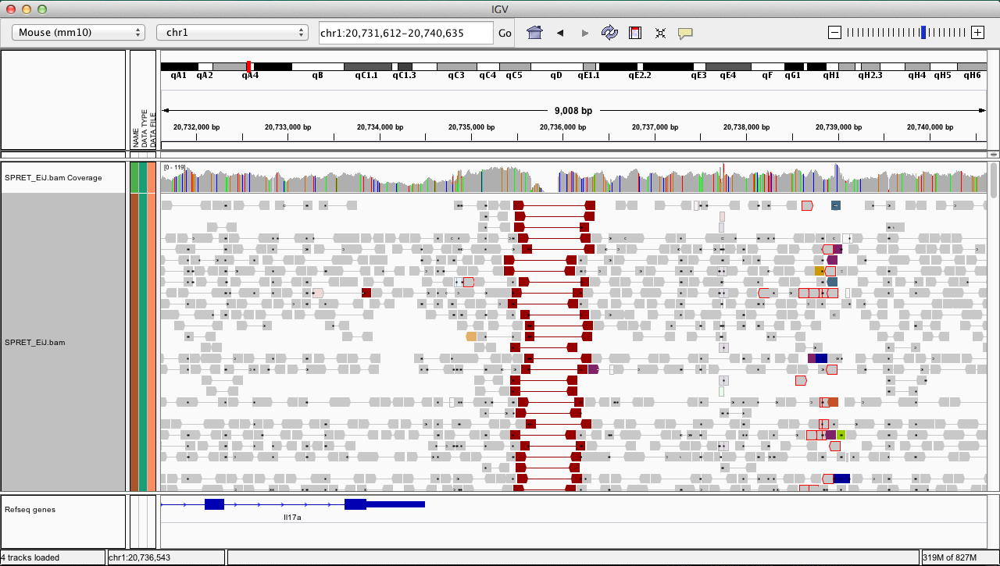 IGV
Mouse (mm10) chr1 chr1:20,731,612-20,740,635 Go
NAME
DATA TYPE
DATA FILE
qA1 qA2 qA4 qB qC1.1 qC1.3 qC3 qC4 qC5 qD qE1.1 qE2.2 qE3 qE4 qF qG1 qH1 qH2.3 qH4 qH5 qH6
9,008 bp
20,732,000 bp 20,733,000 bp 20,734,000 bp 20,735,000 bp 20,736,000 bp 20,737,000 bp 20,738,000 bp 20,739,000 bp 20,740,000 bp
SPRET_EiJ.bam Coverage
[0 - 119]
SPRET_EiJ.bam
Refseq genes
Il17a
4 tracks loaded chr1:20,736,543 319M of 827M